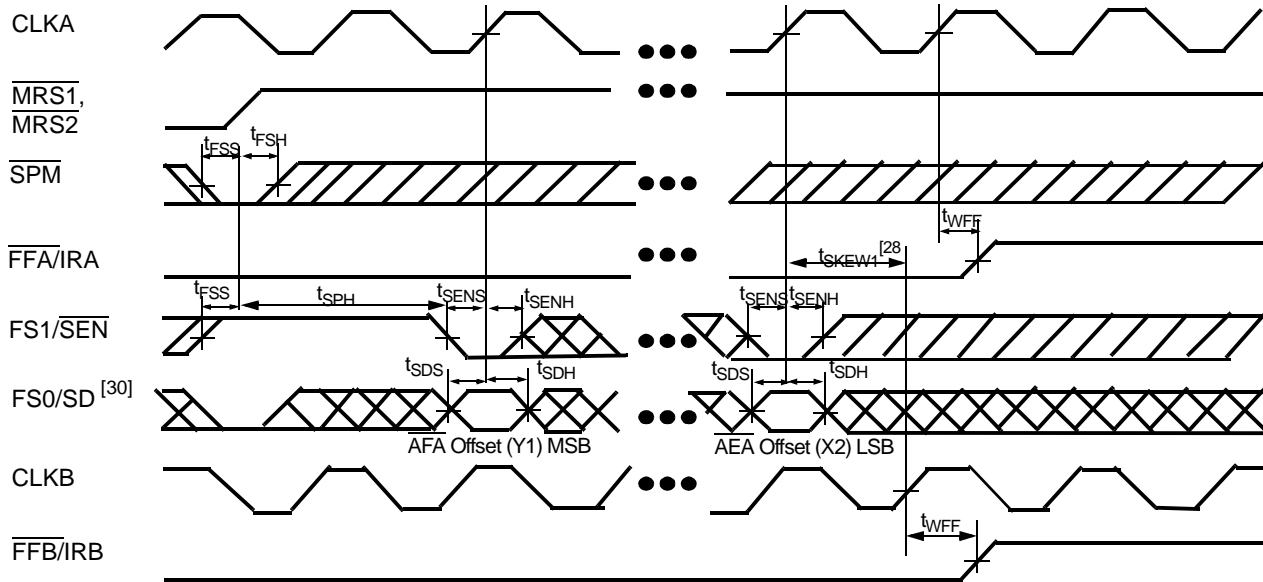 CLKA
MRS1,
MRS2
tFSS tFSH
SPM
tWFF
FFA/IRA
tSKEW1[28
tFSS tSPH tSENS tSENH tSENS tSENH
FS1/SEN
tSDS tSDH tSDS tSDH
FS0/SD [30]
AFA Offset (Y1) MSB AEA Offset (X2) LSB
CLKB
tWFF
FFB/IRB